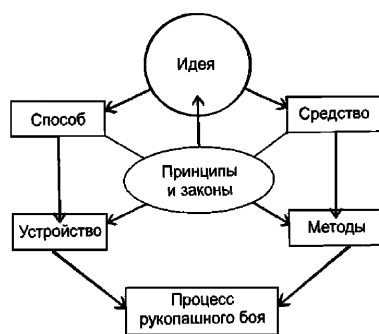 Идея
Способ
Средство
Принципы
и законы
Устройство
Методы
Процесс
рукопашного боя